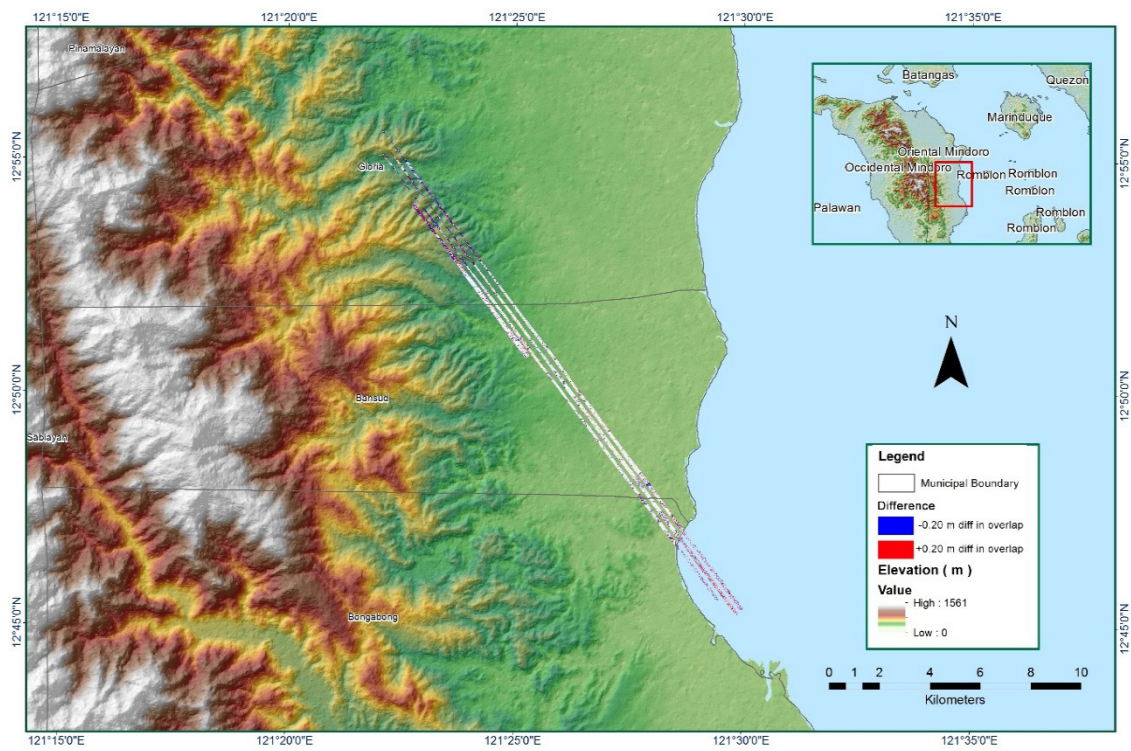 121°15'0"E
121°20'0"E
121°25'0"E
121°30'0"E
121°35'0"E
Pinamalayan
Gloria
Bansud
Sablayan
Bongabong
12°55'0"N
12°50'0"N
12°45'0"N
12°55'0"N
12°50'0"N
12°45'0"N
Batangas
Quezon
Marinduque
Oriental Mindoro
Occidental Mindoro
Romblon
Romblon
Romblon
Palawan
Romblon
Romblon
N
Legend
Municipal Boundary
Difference
-0.20 m diff in overlap
+0.20 m diff in overlap
Elevation ( m )
Value
High : 1561
Low : 0
0 1 2 4 6 8 10
Kilometers
121°15'0"E
121°20'0"E
121°25'0"E
121°30'0"E
121°35'0"E